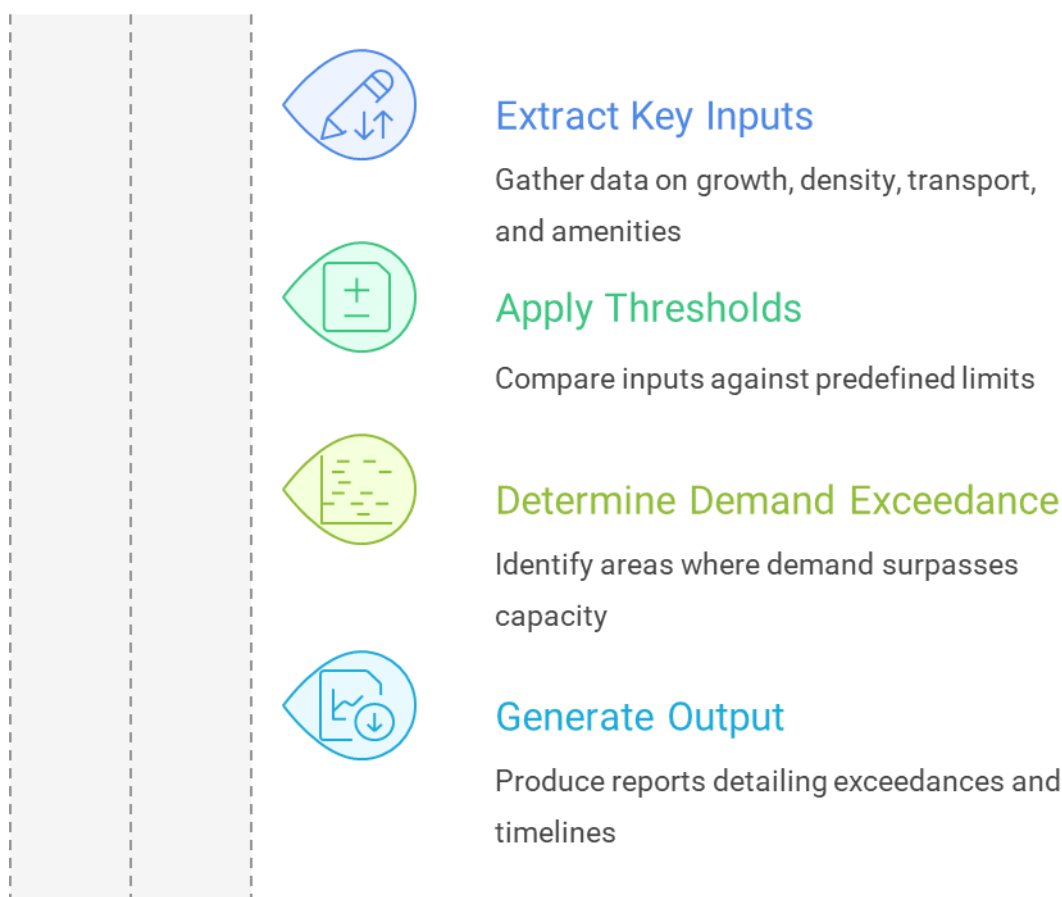 Extract Key Inputs
Gather data on growth, density, transport,
and amenities
Apply Thresholds
Compare inputs against predefined limits
Determine Demand Exceedance
Identify areas where demand surpasses
capacity
Generate Output
Produce reports detailing exceedances and
timelines